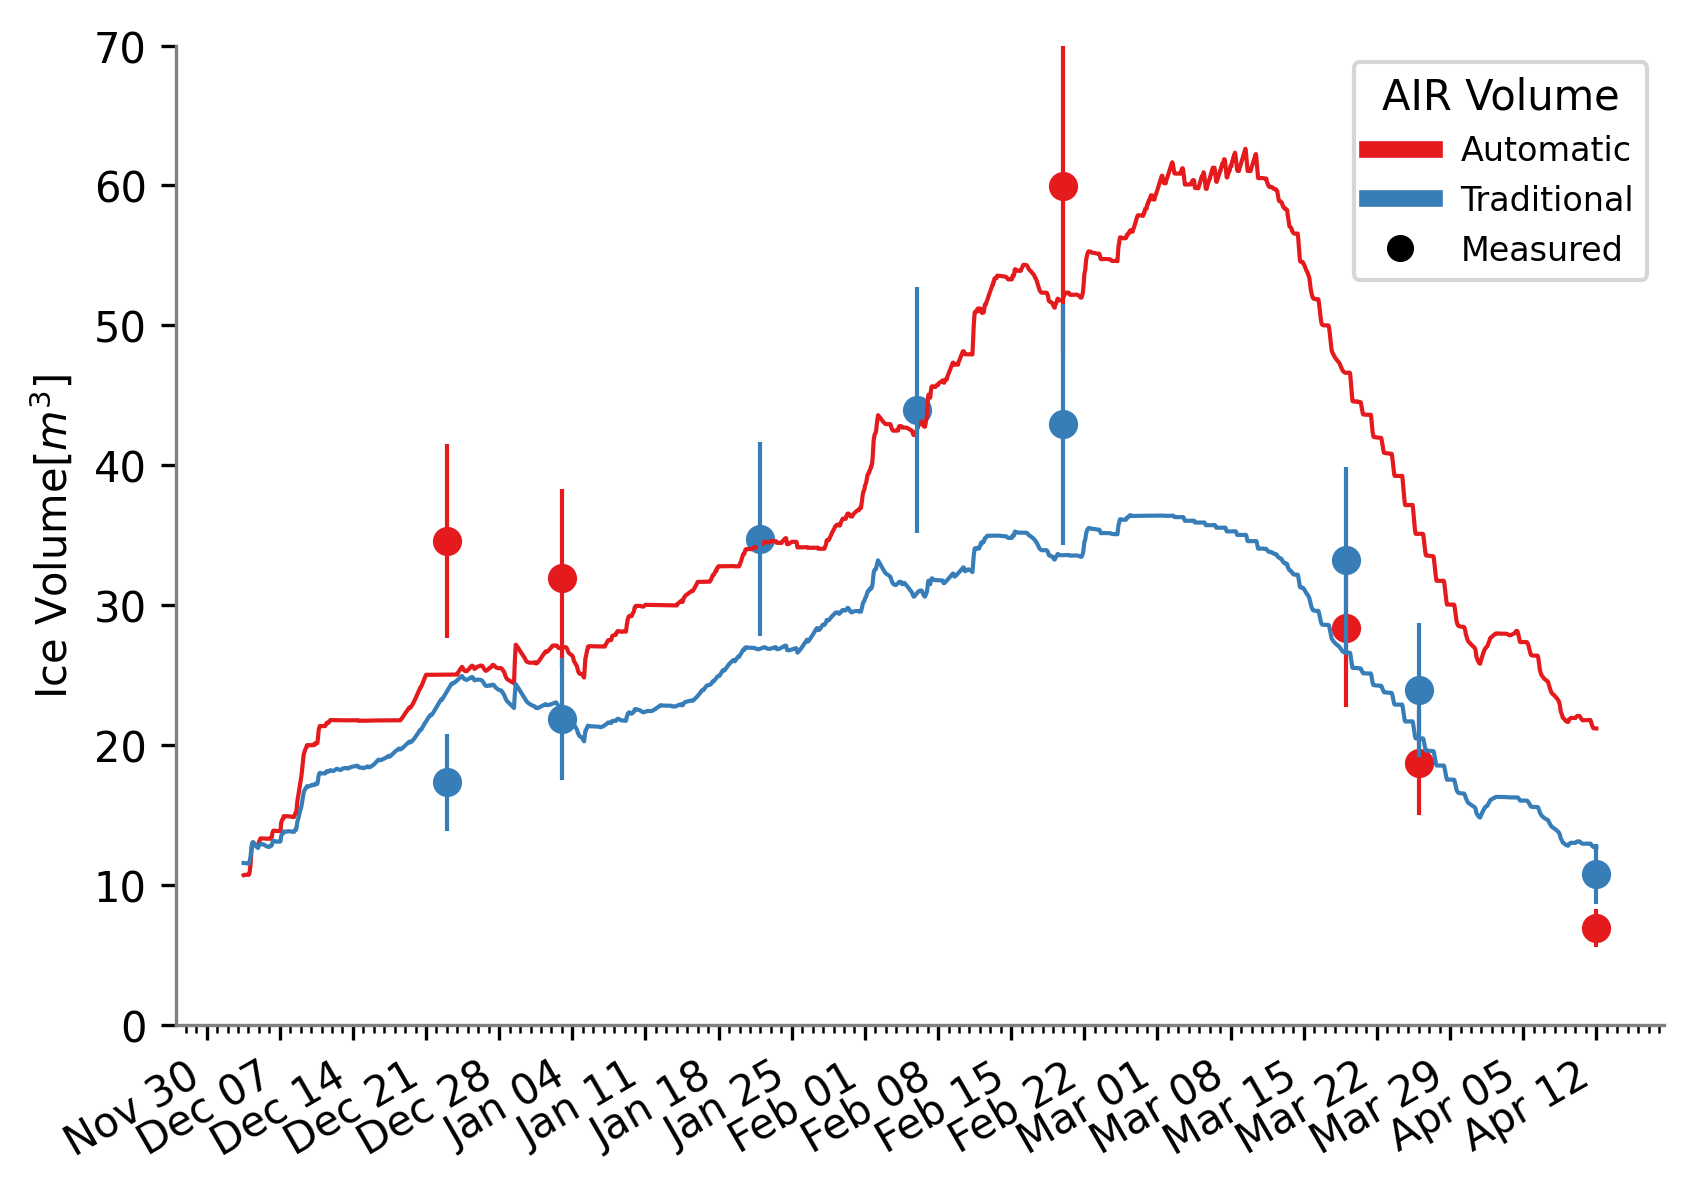 70
60
50
40
30
20
10
0
Ice Volume[m³]
AIR Volume
Automatic
Traditional
Measured
Nov 30
Dec 07
Dec 14
Dec 21
Dec 28
Jan 04
Jan 11
Jan 18
Jan 25
Feb 01
Feb 08
Feb 15
Feb 22
Mar 01
Mar 08
Mar 15
Mar 22
Mar 29
Apr 05
Apr 12